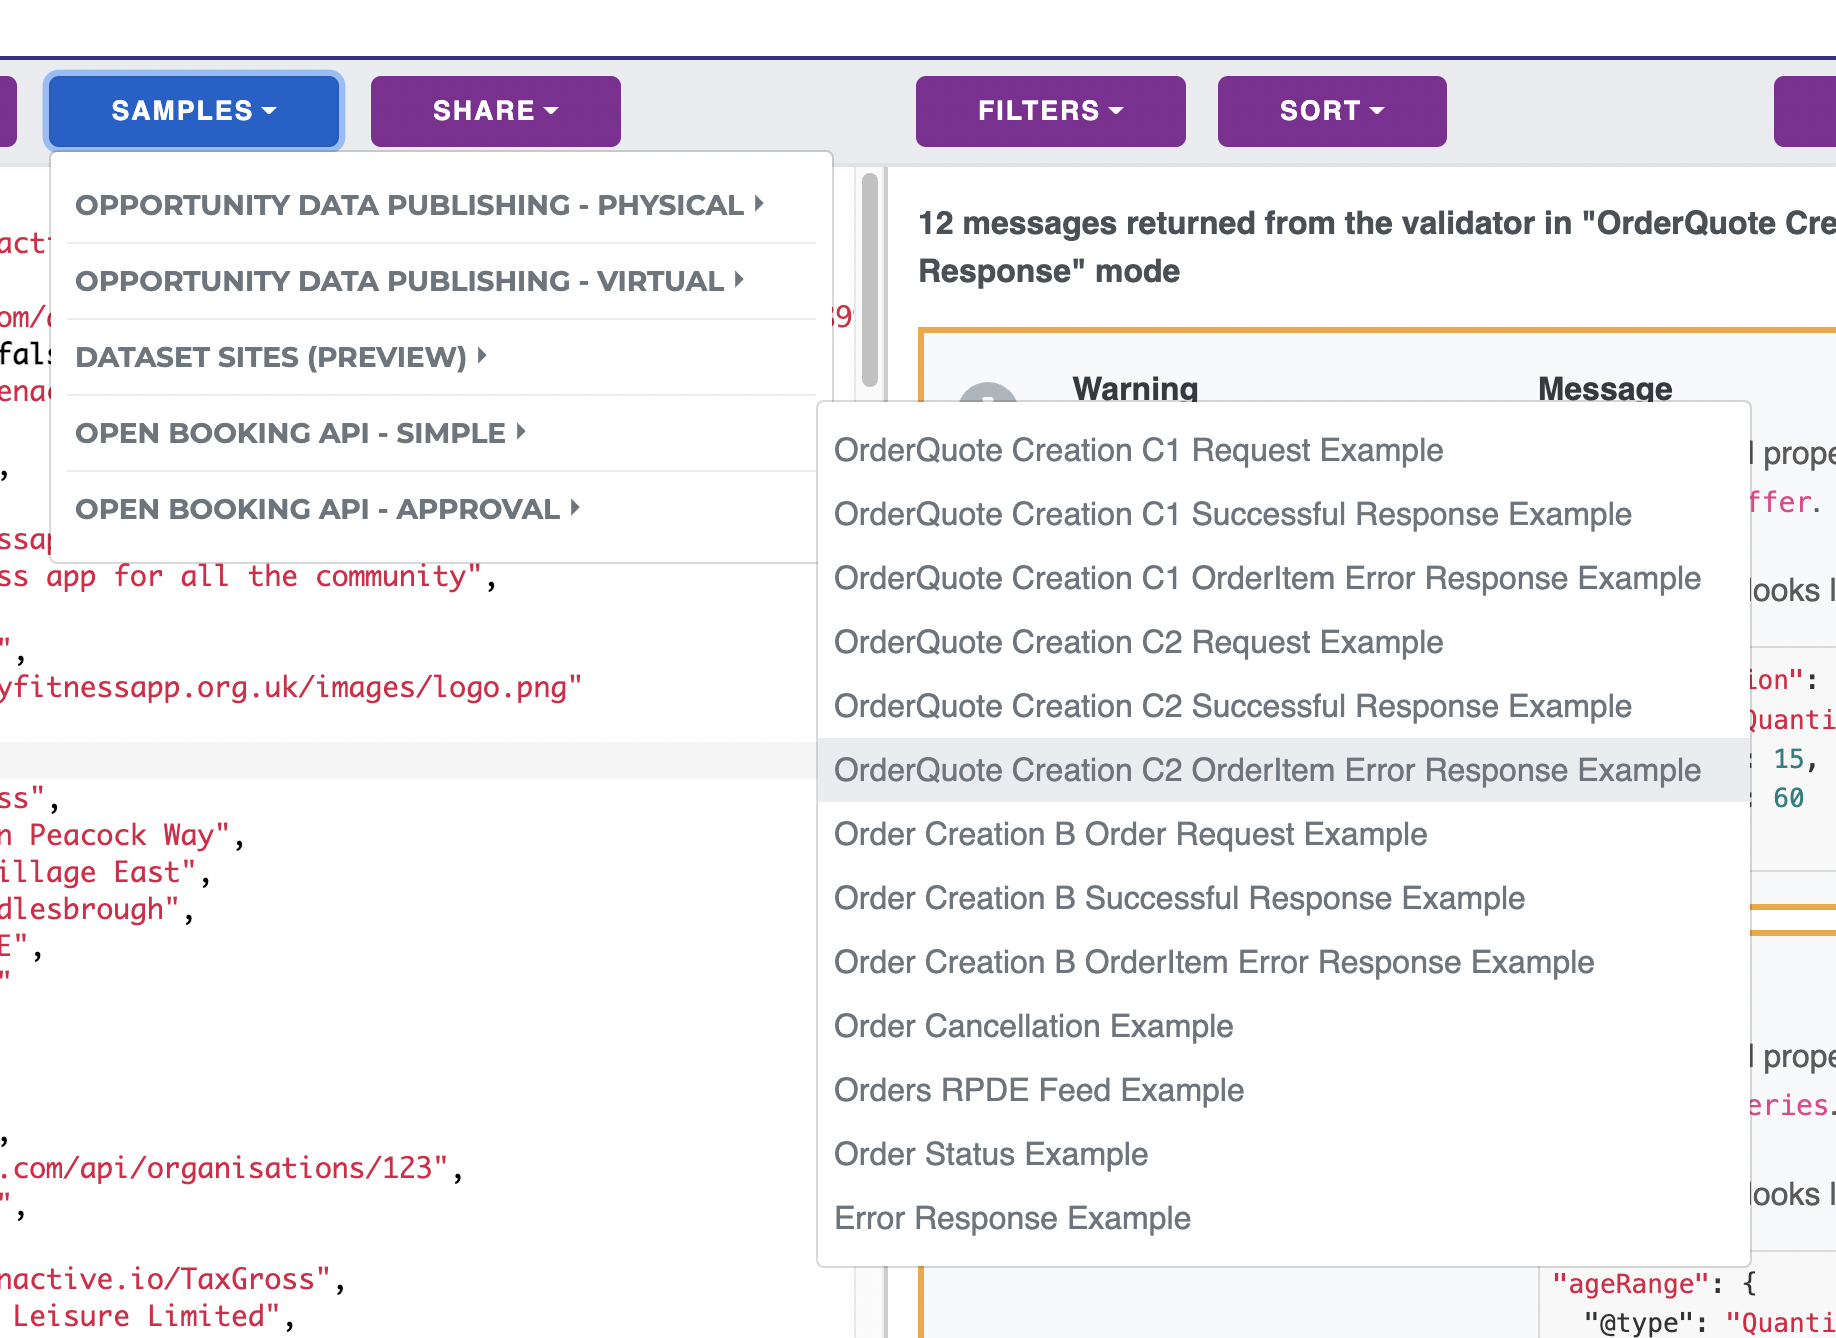 SAMPLES
SHARE
FILTERS
SORT
OPPORTUNITY DATA PUBLISHING - PHYSICAL
OPPORTUNITY DATA PUBLISHING - VIRTUAL
DATASET SITES (PREVIEW)
OPEN BOOKING API - SIMPLE
OPEN BOOKING API - APPROVAL
OrderQuote Creation C1 Request Example
OrderQuote Creation C1 Successful Response Example
OrderQuote Creation C1 OrderItem Error Response Example
OrderQuote Creation C2 Request Example
OrderQuote Creation C2 Successful Response Example
OrderQuote Creation C2 OrderItem Error Response Example
Order Creation B Order Request Example
Order Creation B Successful Response Example
Order Creation B OrderItem Error Response Example
Order Cancellation Example
Orders RPDE Feed Example
Order Status Example
Error Response Example
,
ss app for all the community",
",
yfitnessapp.org.uk/images/logo.png"
ss",
n Peacock Way",
illage East",
dlesbrough",
E",
"
,
.com/api/organisations/123",
",
nactive.io/TaxGross",
Leisure Limited",
12 messages returned from the validator in "OrderQuote Cre
Response" mode
Warning
Message
prope
ffer.
looks l
ion":
Quanti
: 15,
: 60
prope
eries.
looks l
"ageRange": {
"@type": "Quanti